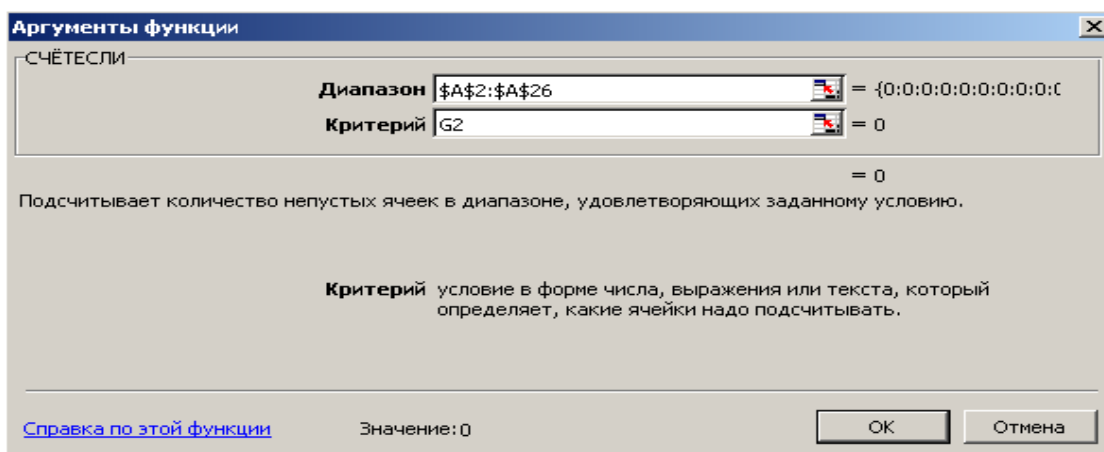 Аргументы функции
СЧЁТЕСЛИ
Диапазон $A$2:$A$26 = {0:0:0:0:0:0:0:0:0:0
Критерий G2 = 0
= 0
Подсчитывает количество непустых ячеек в диапазоне, удовлетворяющих заданному условию.
Критерий условие в форме числа, выражения или текста, который
определяет, какие ячейки надо подсчитывать.
Справка по этой функции Значение:0 ОК Отмена